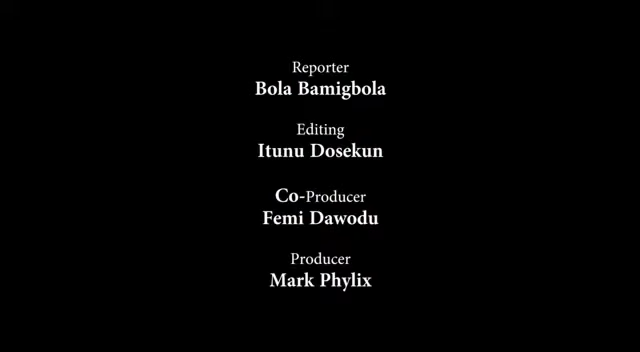 Reporter
Bola Bamigbola
Editing
Itunu Dosekun
Co-Producer
Femi Dawodu
Producer
Mark Phylix